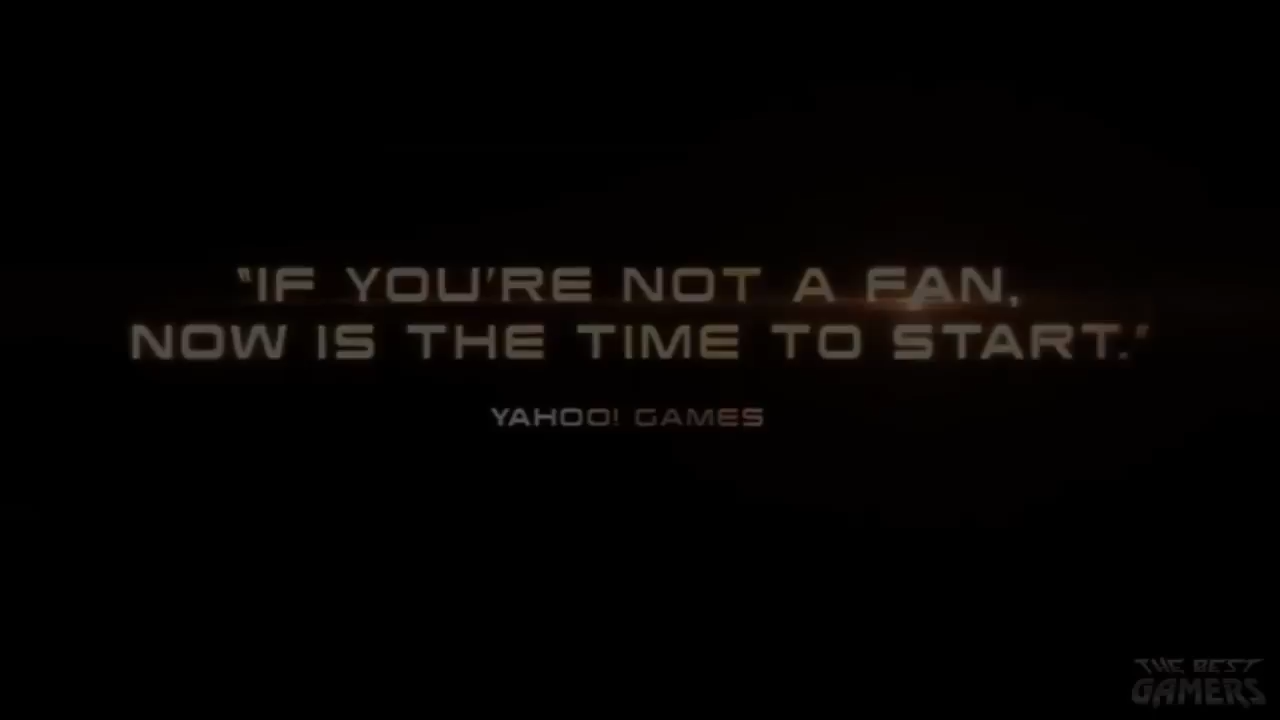 “IF YOU'RE NOT A FAN,
NOW IS THE TIME TO START.”
YAHOO! GAMES
THE BEST
GAMERS